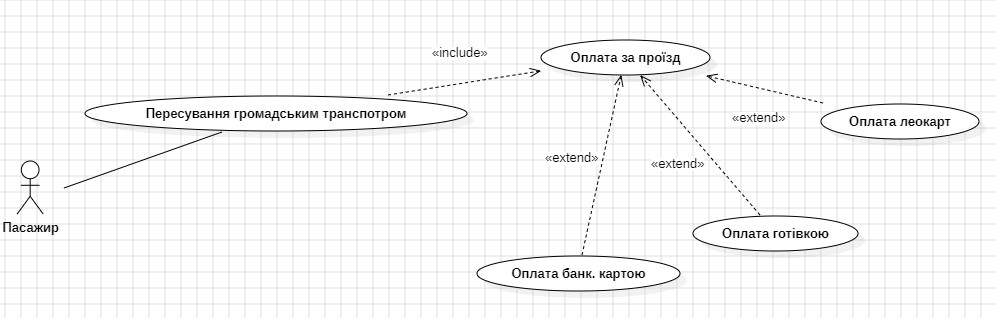 «include»
Оплата за проїзд
Пересування громадським транспотром
«extend»
Оплата леокарт
«extend»
«extend»
Пасажир
Оплата готівкою
Оплата банк. картою